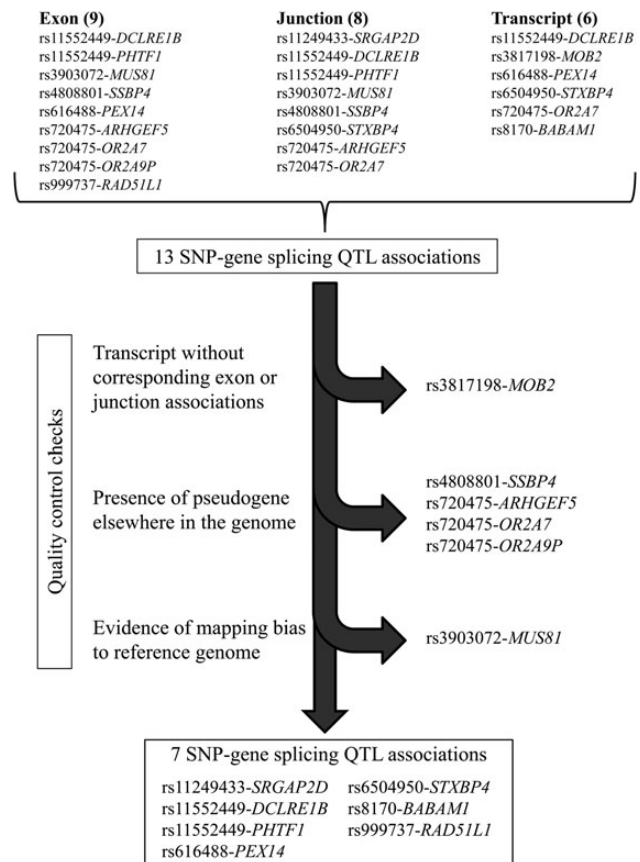 Exon (9)
rs11552449-DCLRE1B
rs11552449-PHTF1
rs3903072-MUS81
rs4808801-SSBP4
rs616488-PEX14
rs720475-ARHGEF5
rs720475-OR2A7
rs720475-OR2A9P
rs999737-RAD51L1
Junction (8)
rs11249433-SRGAP2D
rs11552449-DCLRE1B
rs11552449-PHTF1
rs3903072-MUS81
rs4808801-SSBP4
rs6504950-STXBP4
rs720475-ARHGEF5
rs720475-OR2A7
Transcript (6)
rs11552449-DCLRE1B
rs3817198-MOB2
rs616488-PEX14
rs6504950-STXBP4
rs720475-OR2A7
rs8170-BABAM1
13 SNP-gene splicing QTL associations
Quality control checks
Transcript without
corresponding exon or
junction associations
rs3817198-MOB2
Presence of pseudogene
elsewhere in the genome
rs4808801-SSBP4
rs720475-ARHGEF5
rs720475-OR2A7
rs720475-OR2A9P
Evidence of mapping bias
to reference genome
rs3903072-MUS81
7 SNP-gene splicing QTL associations
rs11249433-SRGAP2D
rs11552449-DCLRE1B
rs11552449-PHTF1
rs616488-PEX14
rs6504950-STXBP4
rs8170-BABAM1
rs999737-RAD51L1